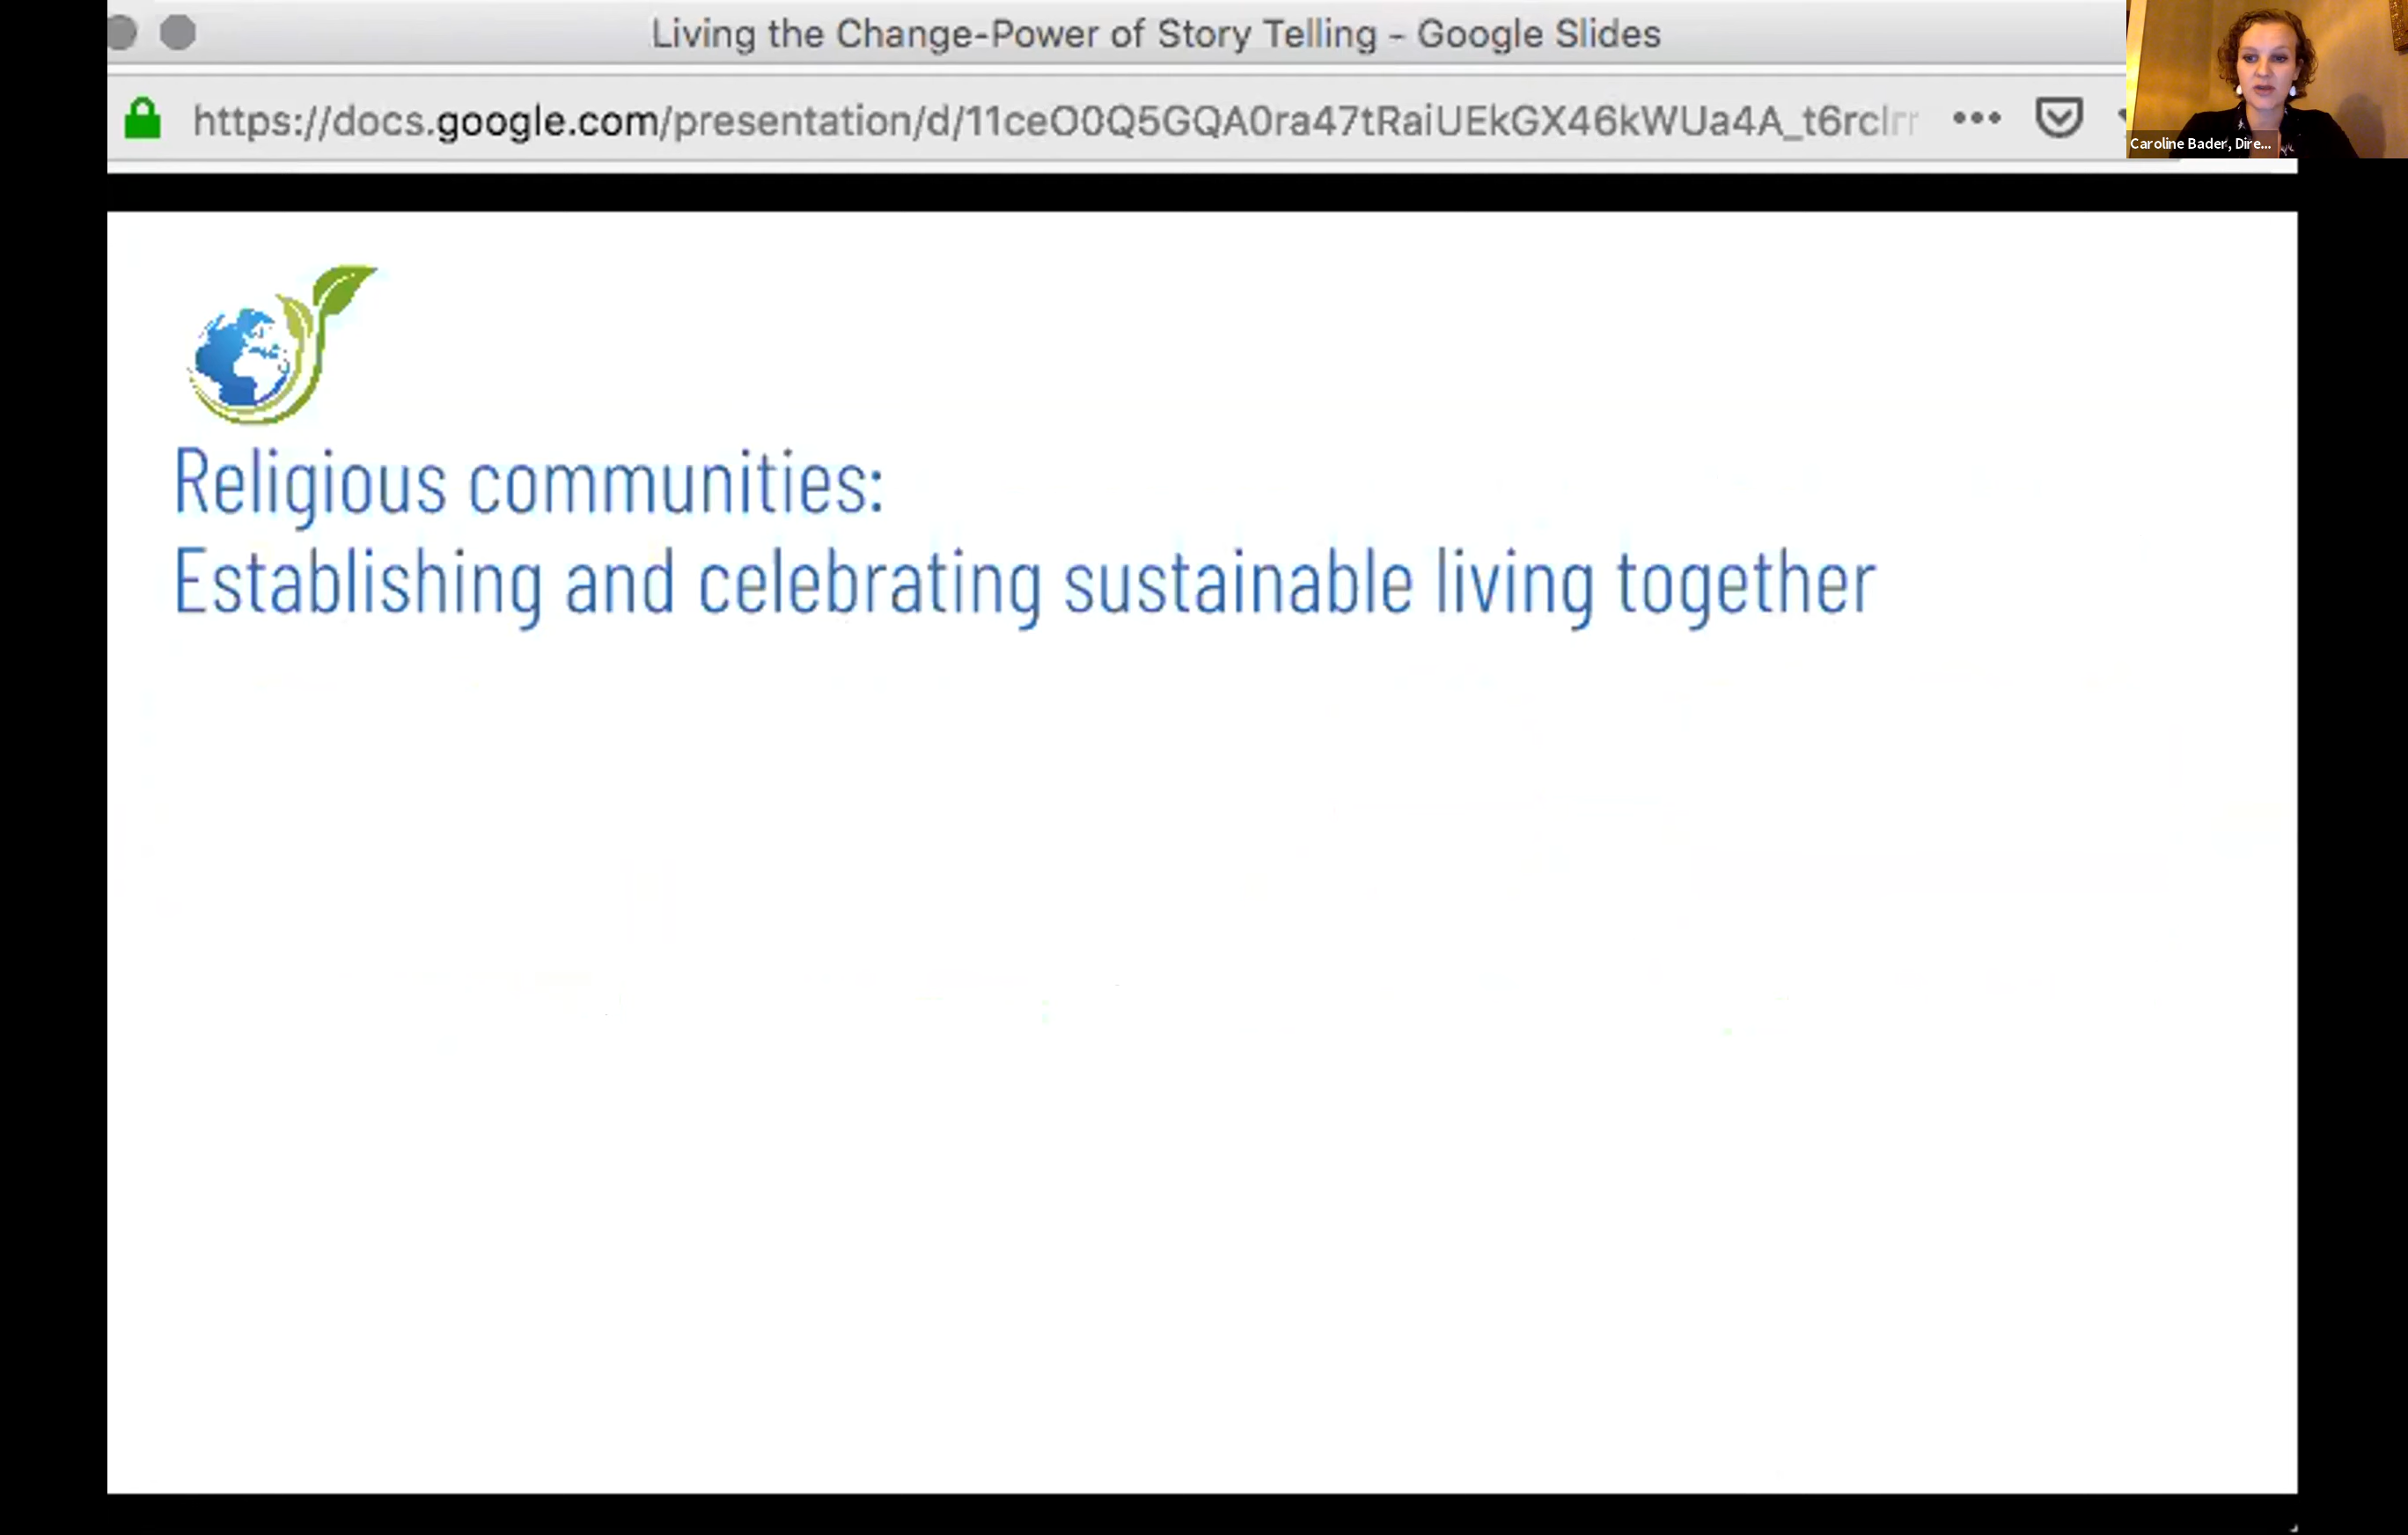 Living the Change-Power of Story Telling – Google Slides
https://docs.google.com/presentation/d/11ceO0Q5GQA0ra47tRaiUEkGX46kWUa4A_t6rclrr
Caroline Bader, Dire...
Religious communities:
Establishing and celebrating sustainable living together